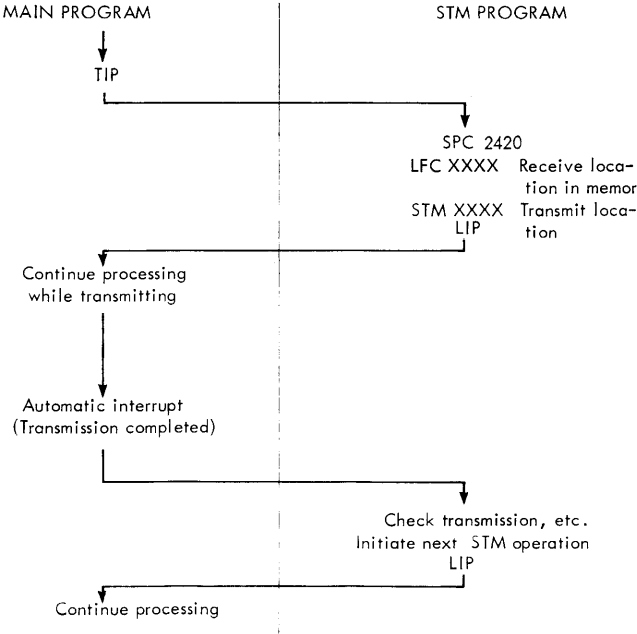 MAIN PROGRAM
STM PROGRAM
TIP
SPC 2420
LFC XXXX Receive loca-
tion in memor
STM XXXX Transmit loca-
LIP tion
Continue processing
while transmitting
Automatic interrupt
(Transmission completed)
Check transmission, etc.
Initiate next STM operation
LIP
Continue processing